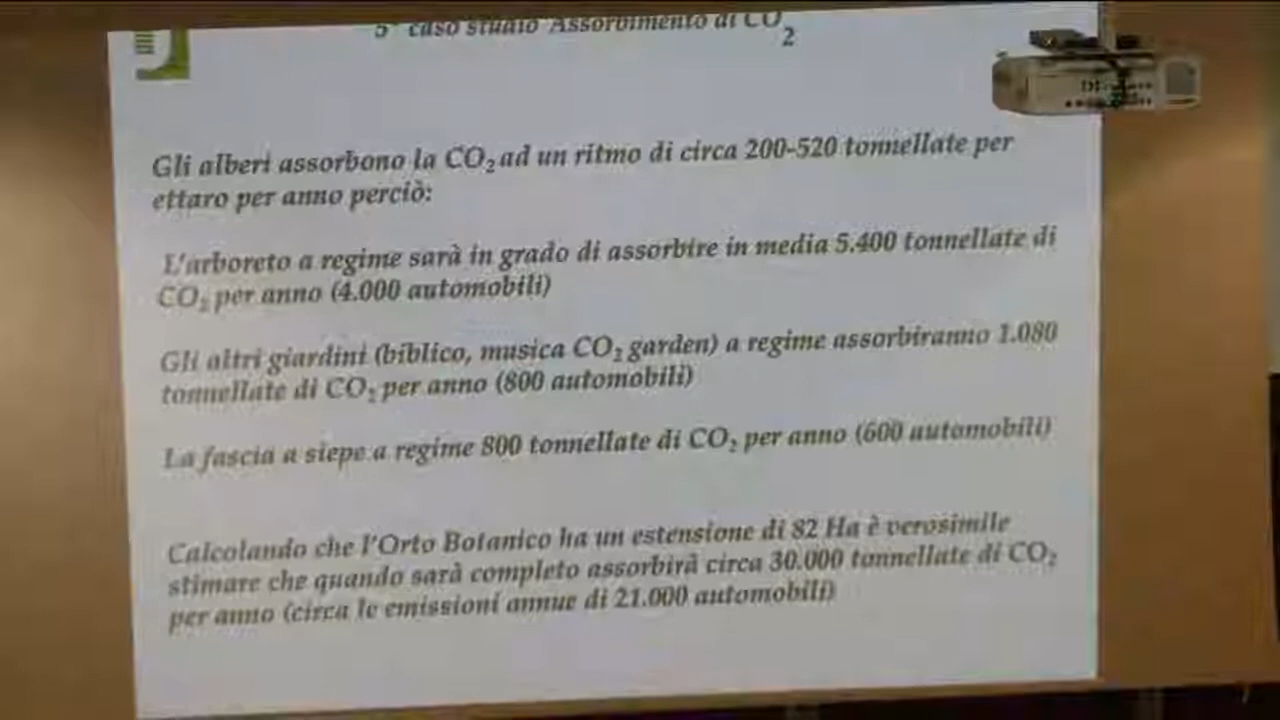 5° caso studio Assorbimento di CO2
Gli alberi assorbono la CO2 ad un ritmo di circa 200-520 tonnellate per
ettaro per anno perciò:
L'arboreto a regime sarà in grado di assorbire in media 5.400 tonnellate di
CO2 per anno (4.000 automobili)
Gli altri giardini (biblico, musica CO2 garden) a regime assorbiranno 1.080
tonnellate di CO2 per anno (800 automobili)
La fascia a siepe a regime 800 tonnellate di CO2 per anno (600 automobili)
Calcolando che l'Orto Botanico ha un estensione di 82 Ha è verosimile
stimare che quando sarà completo assorbirà circa 30.000 tonnellate di CO2
per anno (circa le emissioni annue di 21.000 automobili)